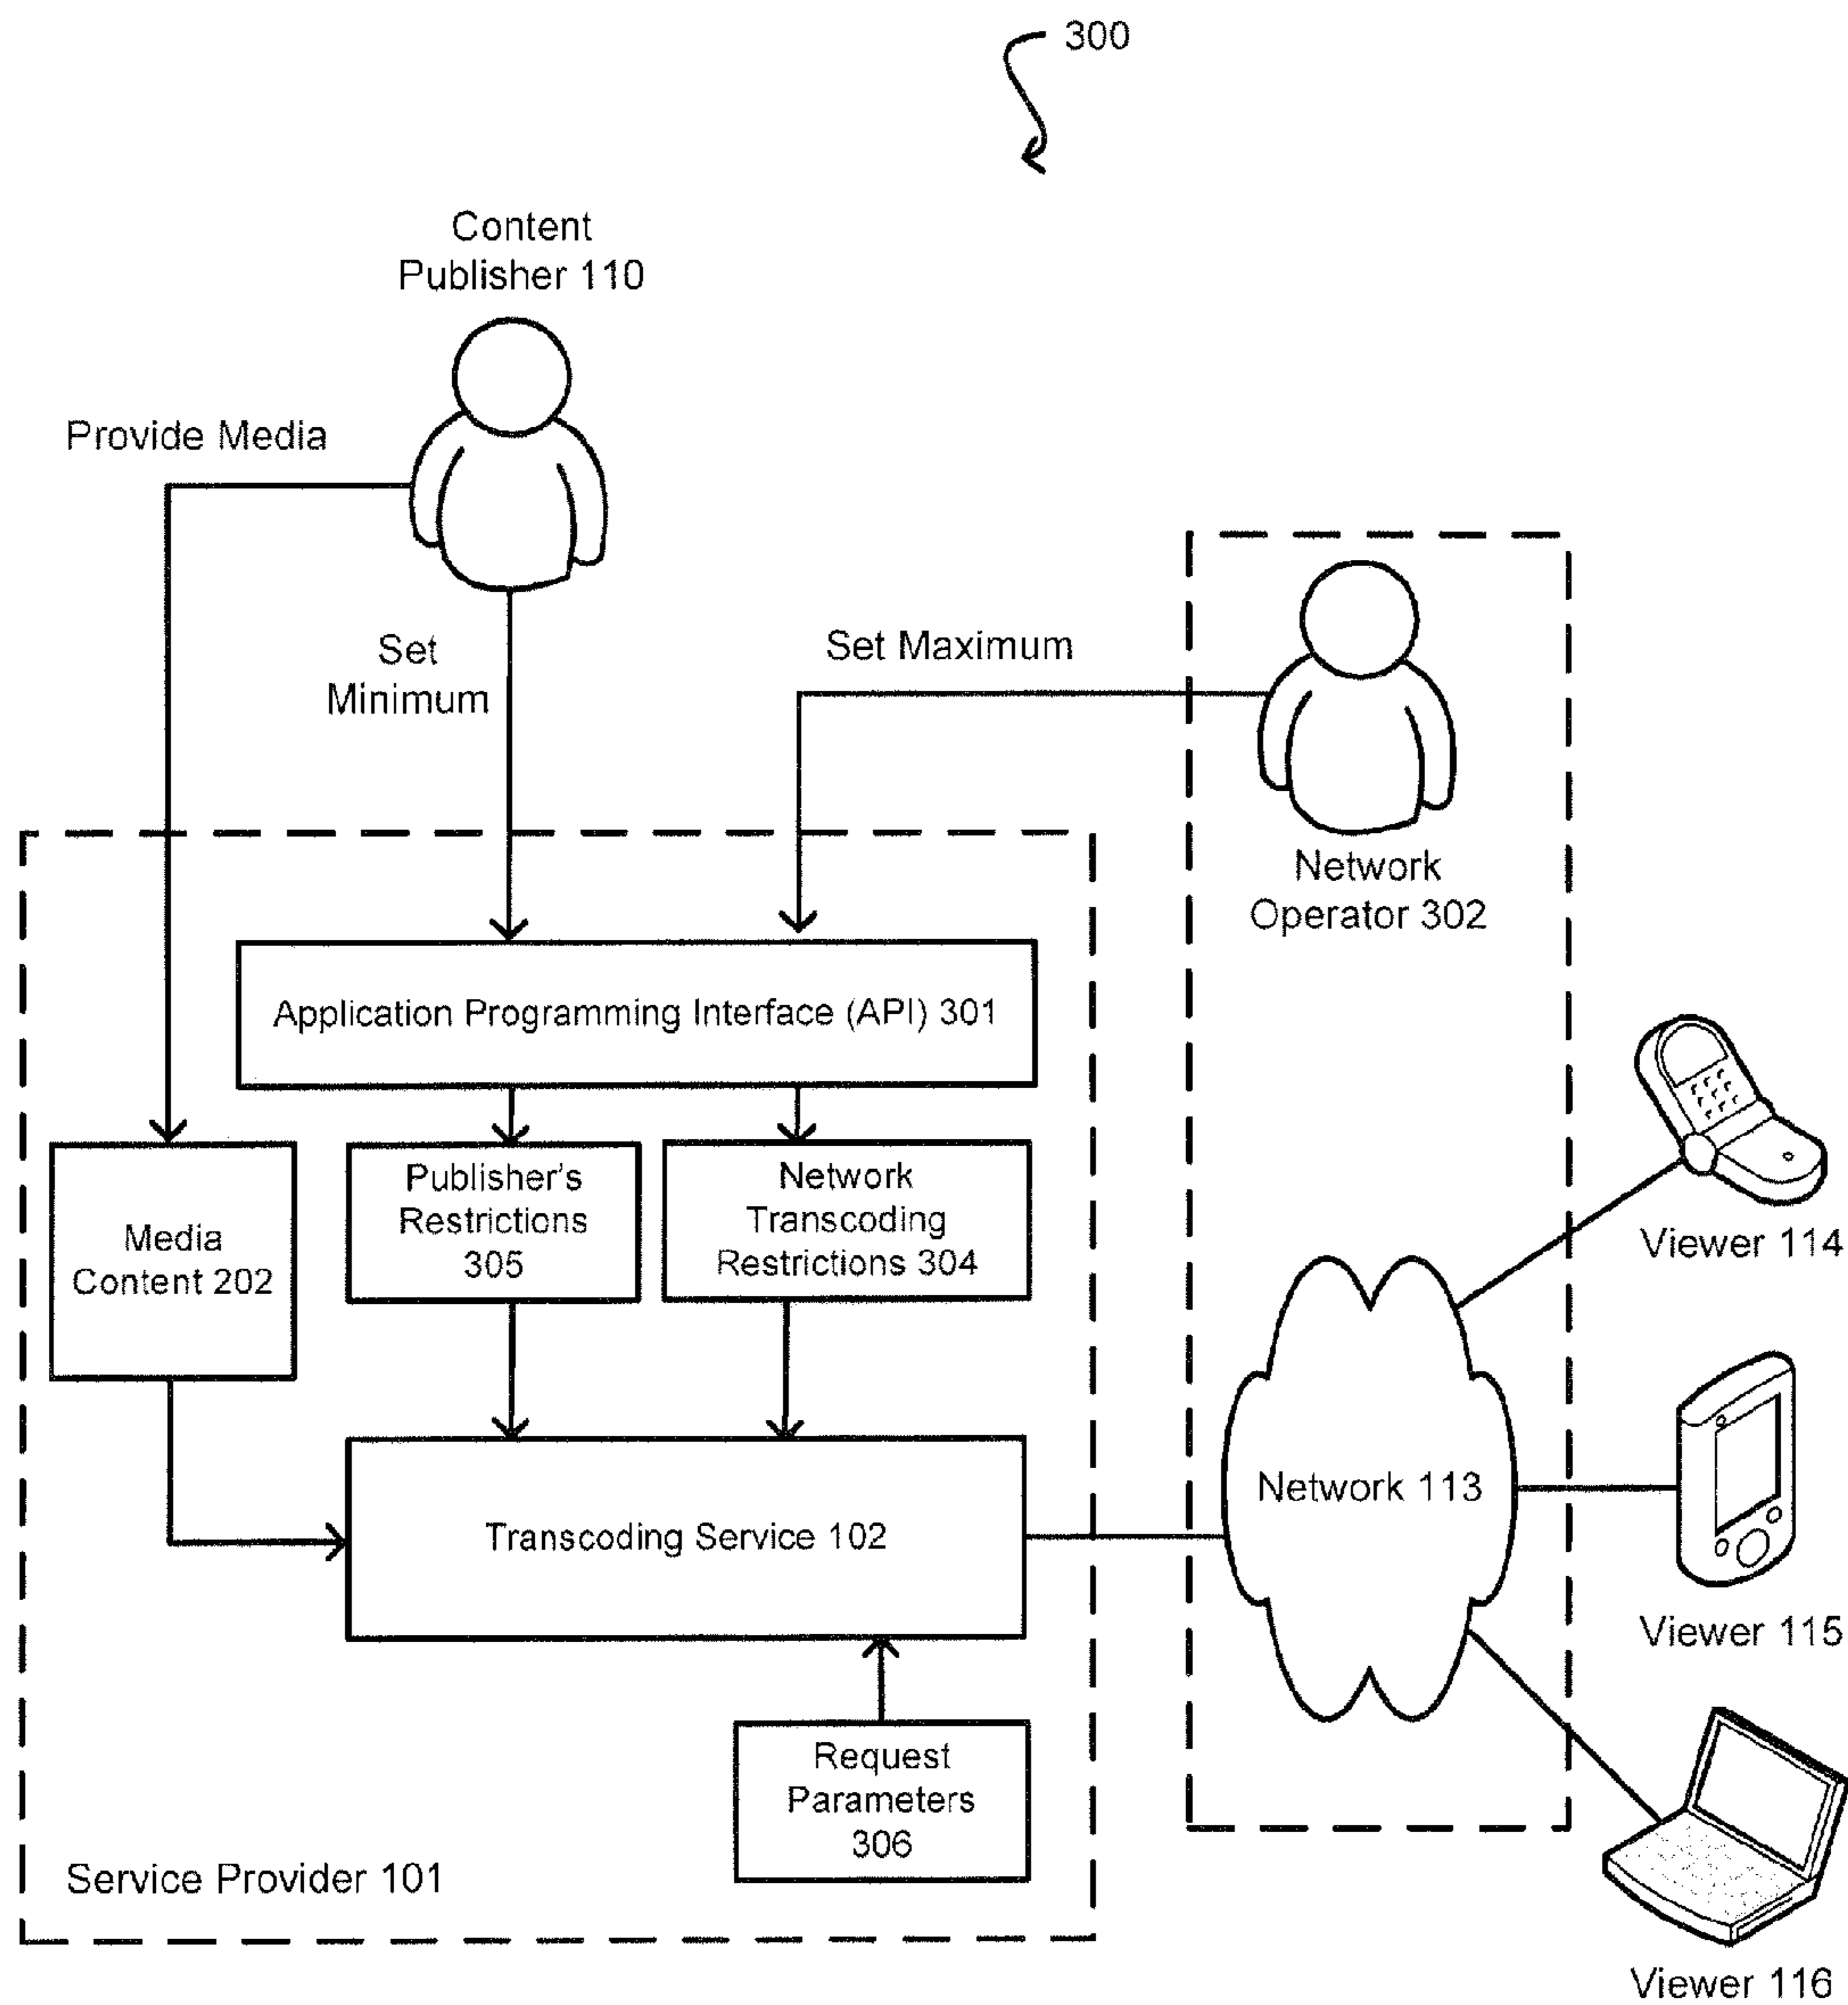 300
Content
Publisher 110
Provide Media
Set
Minimum
Set Maximum
Network
Operator 302
Application Programming Interface (API) 301
Media
Content 202
Publisher's
Restrictions
305
Network
Transcoding
Restrictions 304
Viewer 114
Network 113
Transcoding Service 102
Viewer 115
Request
Parameters
306
Service Provider 101
Viewer 116